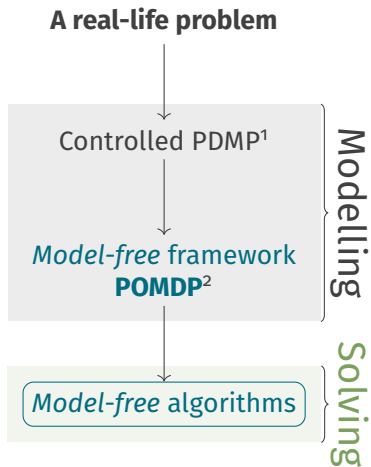 A real-life problem
Controlled PDMP¹
Model-free framework
POMDP²
Modelling
Model-free algorithms
Solving